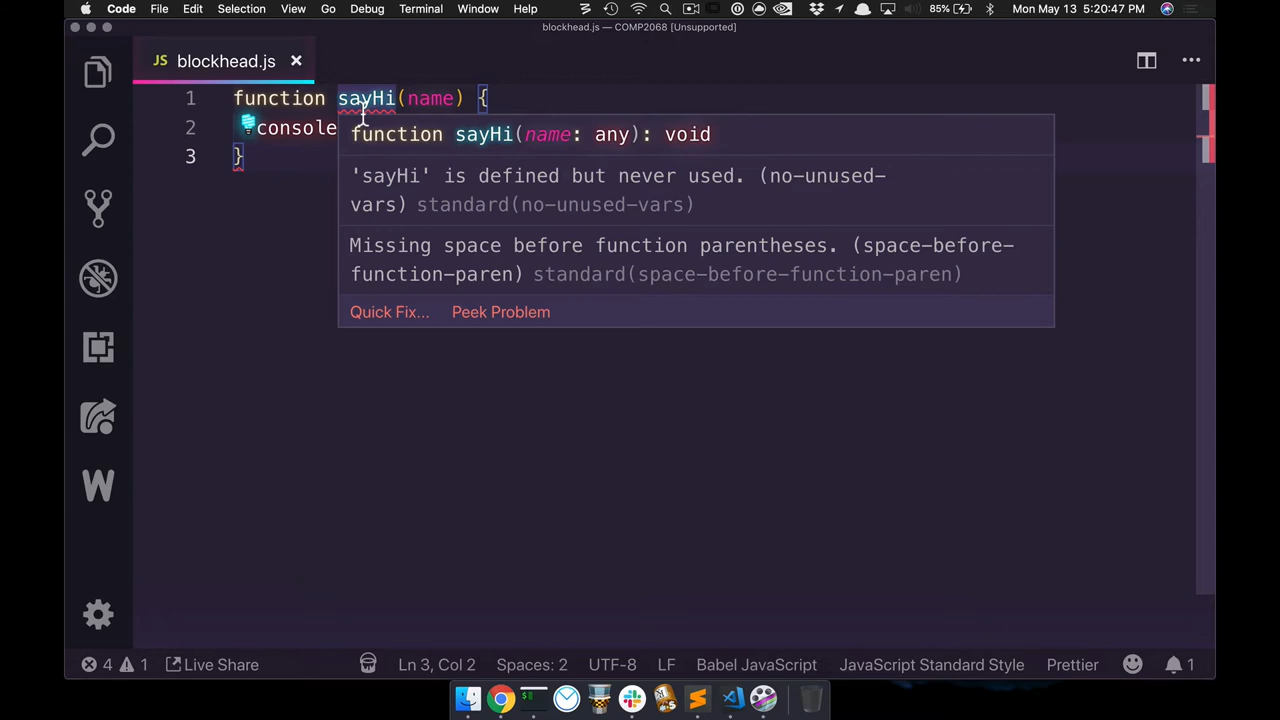 Code File Edit Selection View Go Debug Terminal Window Help 85% Mon May 13 5:20:47 PM
blockhead.js — COMP2068 [Unsupported]
JS blockhead.js ×
1 function sayHi(name) {
2 console
3 }
function sayHi(name: any): void
'sayHi' is defined but never used. (no-unused-
vars) standard(no-unused-vars)
Missing space before function parentheses. (space-before-
function-paren) standard(space-before-function-paren)
Quick Fix... Peek Problem
W
4 1 Live Share Ln 3, Col 2 Spaces: 2 UTF-8 LF Babel JavaScript JavaScript Standard Style Prettier 1